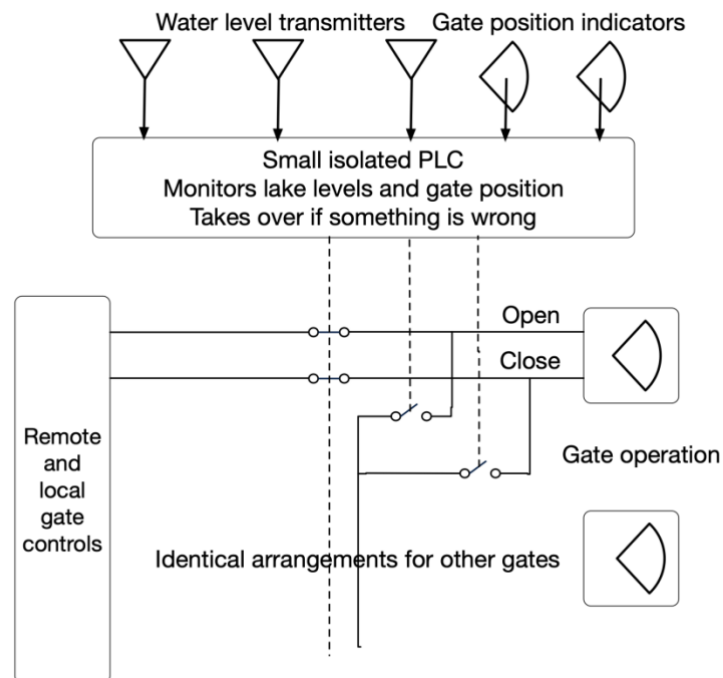 Water level transmitters
Gate position indicators
Small isolated PLC
Monitors lake levels and gate position
Takes over if something is wrong
Open
Close
Remote
and
local
gate
controls
Gate operation
Identical arrangements for other gates